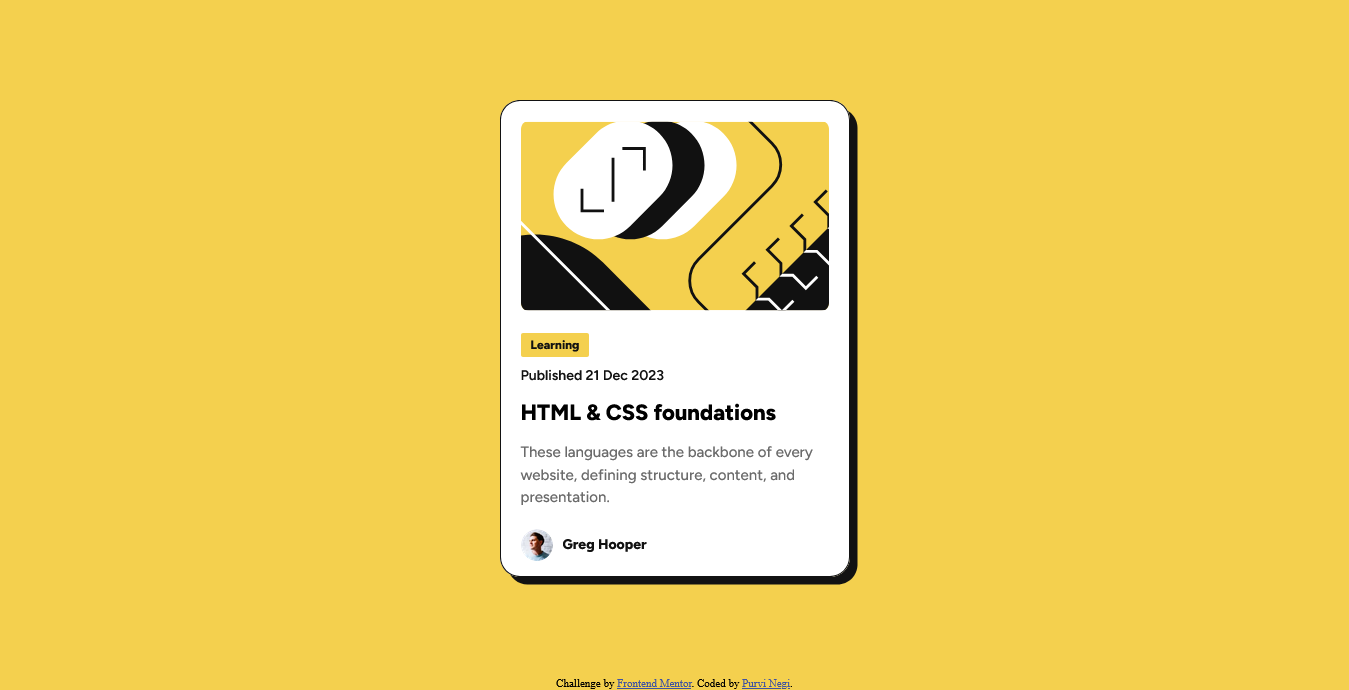 Learning
Published 21 Dec 2023
HTML & CSS foundations
These languages are the backbone of every
website, defining structure, content, and
presentation.
Greg Hooper
Challenge by Frontend Mentor. Coded by Purvi Negi.